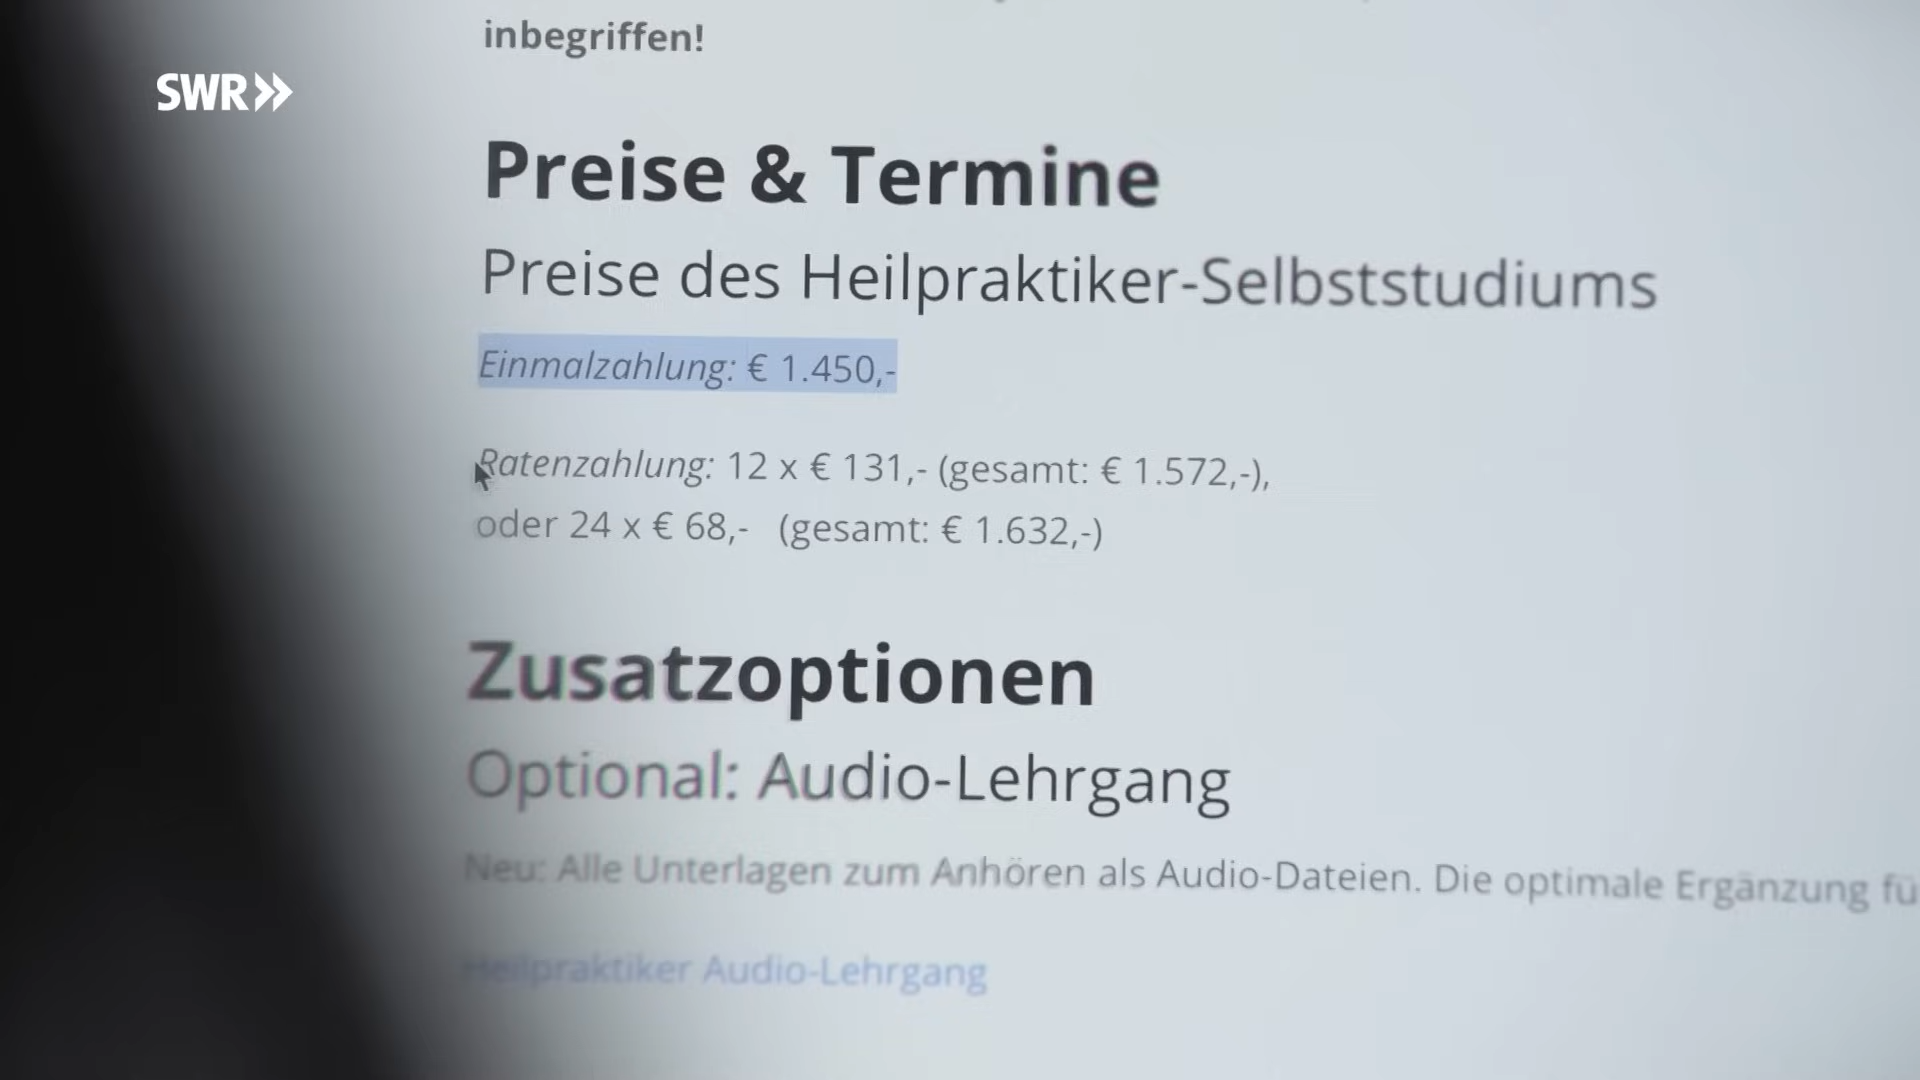 inbegriffen!
SWR
Preise & Termine
Preise des Heilpraktiker-Selbststudiums
Einmalzahlung: € 1.450,-
Ratenzahlung: 12 x € 131,- (gesamt: € 1.572,-),
oder 24 x € 68,- (gesamt: € 1.632,-)
Zusatzoptionen
Optional: Audio-Lehrgang
Neu: Alle Unterlagen zum Anhören als Audio-Dateien. Die optimale Ergänzung fü
Heilpraktiker Audio-Lehrgang